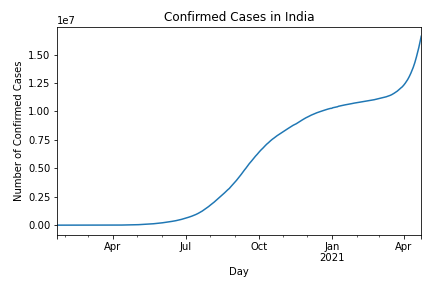 Confirmed Cases in India
1e7
1.50
1.25
1.00
0.75
0.50
0.25
0.00
Number of Confirmed Cases
Apr
Jul
Oct
Jan
2021
Apr
Day